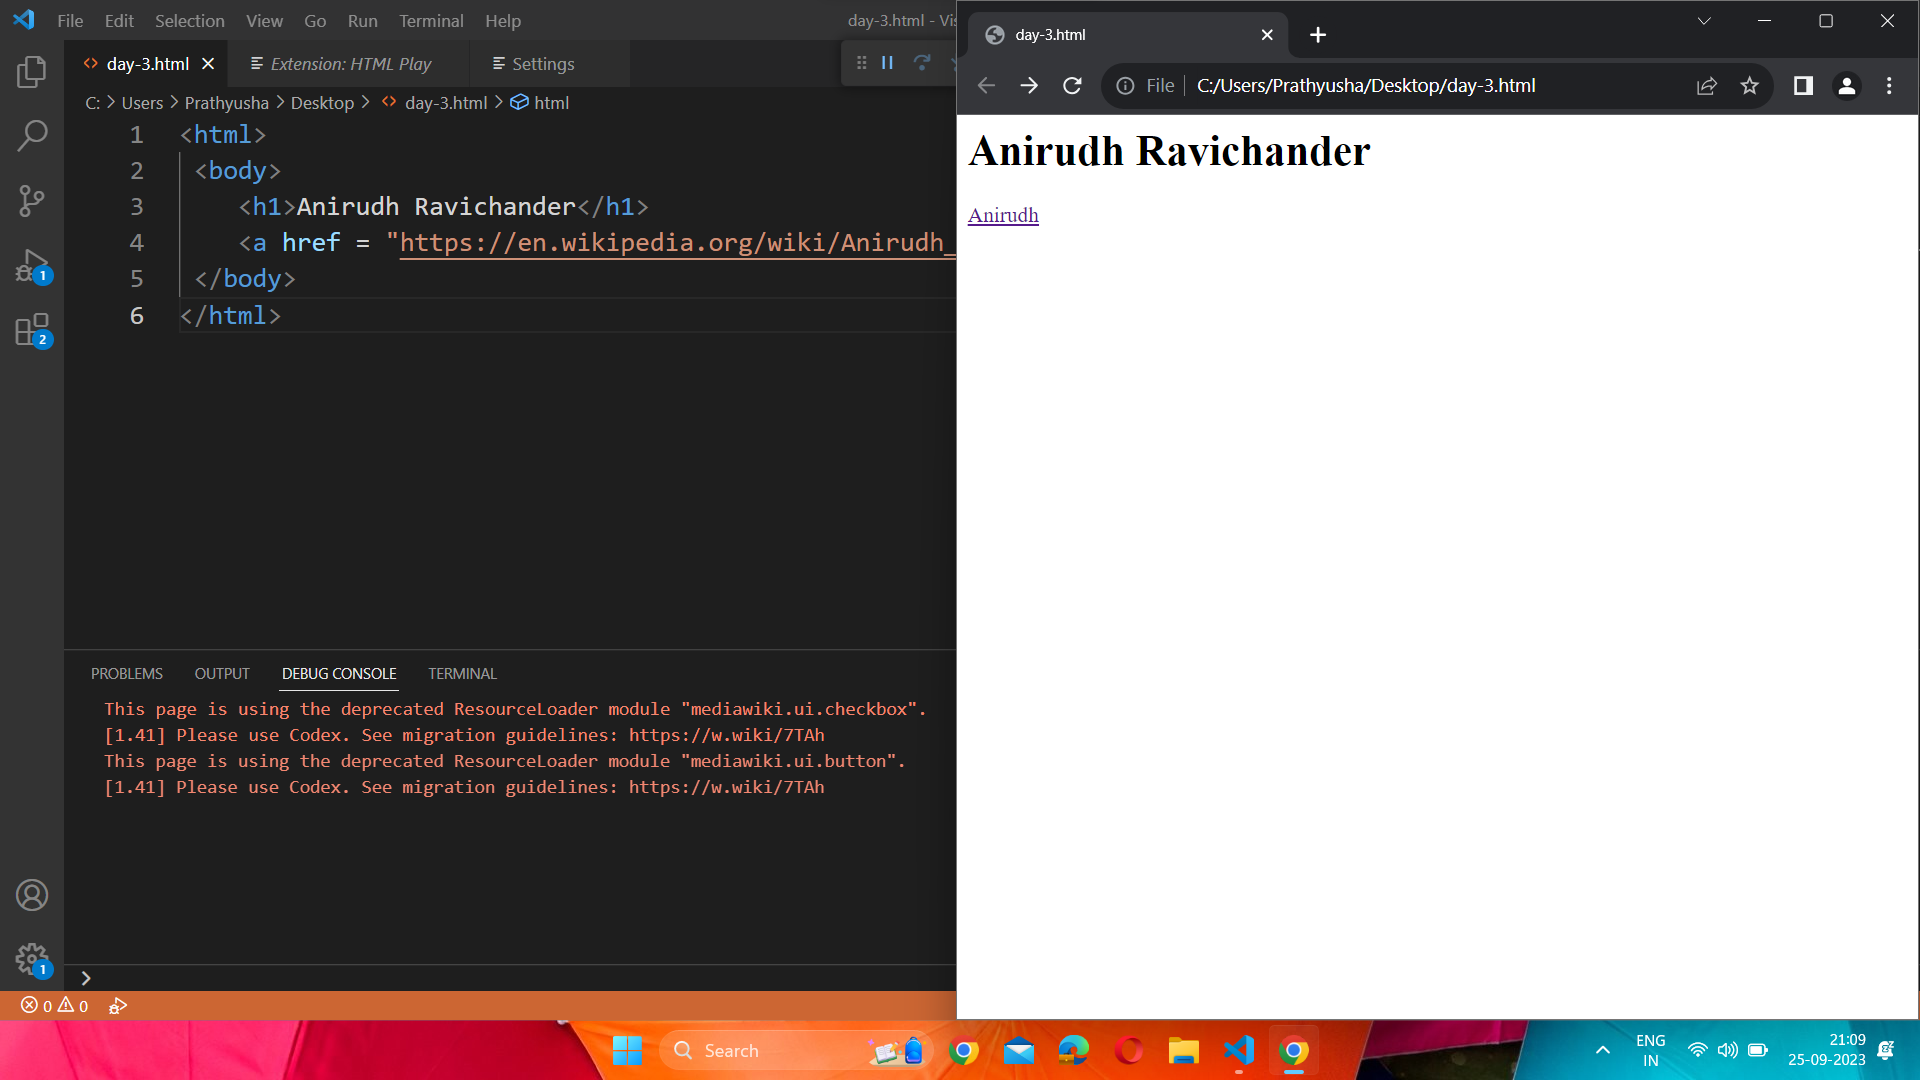 File Edit Selection View Go Run Terminal Help
day-3.html - Vis
day-3.html
Extension: HTML Play
Settings
C: > Users > Prathyusha > Desktop > day-3.html > html
1 <html>
2 <body>
3 <h1>Anirudh Ravichander</h1>
4 <a href = "https://en.wikipedia.org/wiki/Anirudh_
5 </body>
6 </html>
1
2
PROBLEMS OUTPUT DEBUG CONSOLE TERMINAL
This page is using the deprecated ResourceLoader module "mediawiki.ui.checkbox".
[1.41] Please use Codex. See migration guidelines: https://w.wiki/7TAh
This page is using the deprecated ResourceLoader module "mediawiki.ui.button".
[1.41] Please use Codex. See migration guidelines: https://w.wiki/7TAh
1
0 0
day-3.html
File C:/Users/Prathyusha/Desktop/day-3.html
Anirudh Ravichander
Anirudh
Search
ENG
IN
21:09
25-09-2023